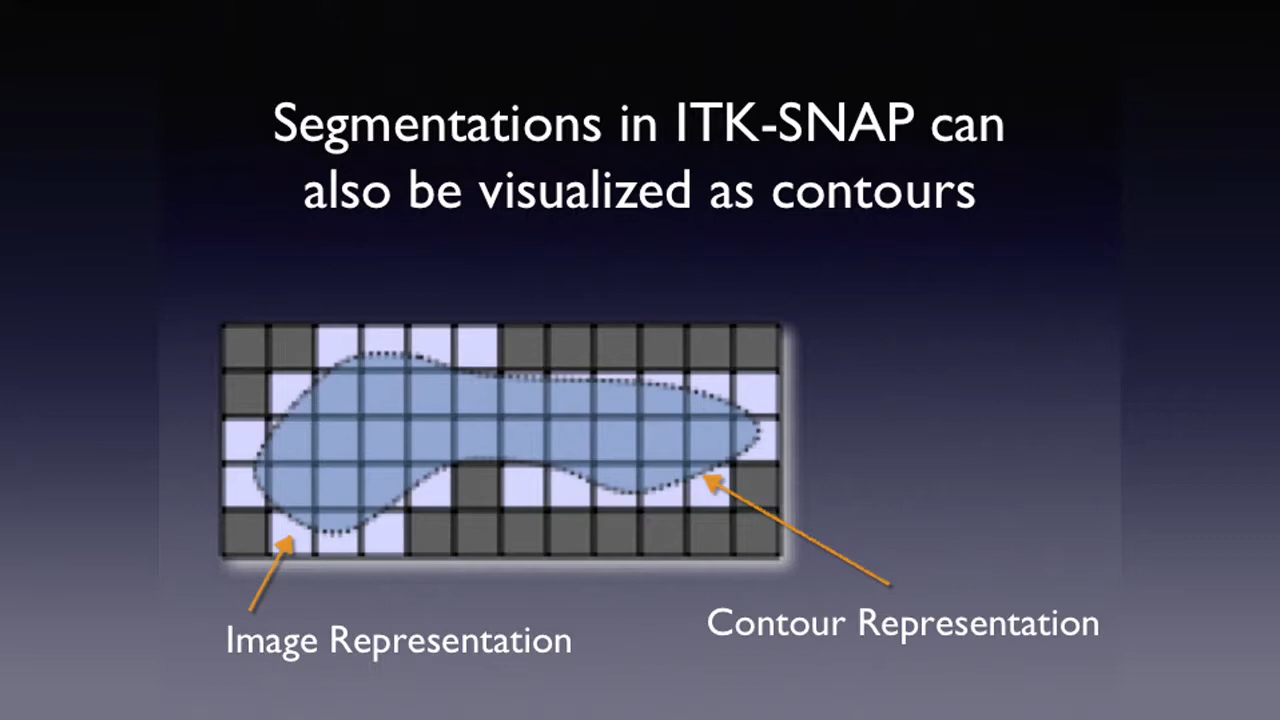 Segmentations in ITK-SNAP can
also be visualized as contours
Image Representation
Contour Representation